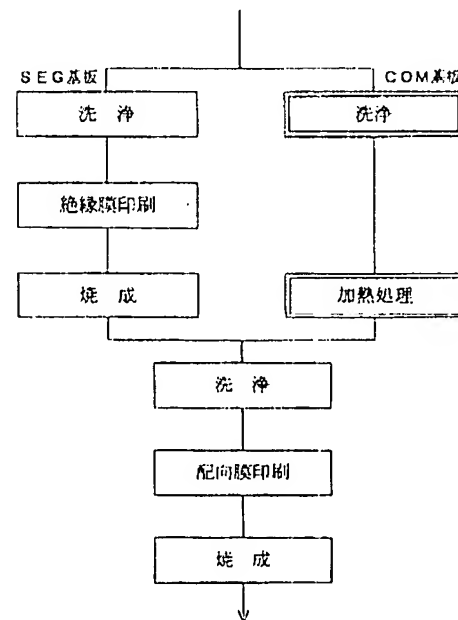 SEG基板
COM基板
洗 浄
洗浄
絶縁膜印刷
焼 成
加熱処理
洗 浄
配向膜印刷
焼 成